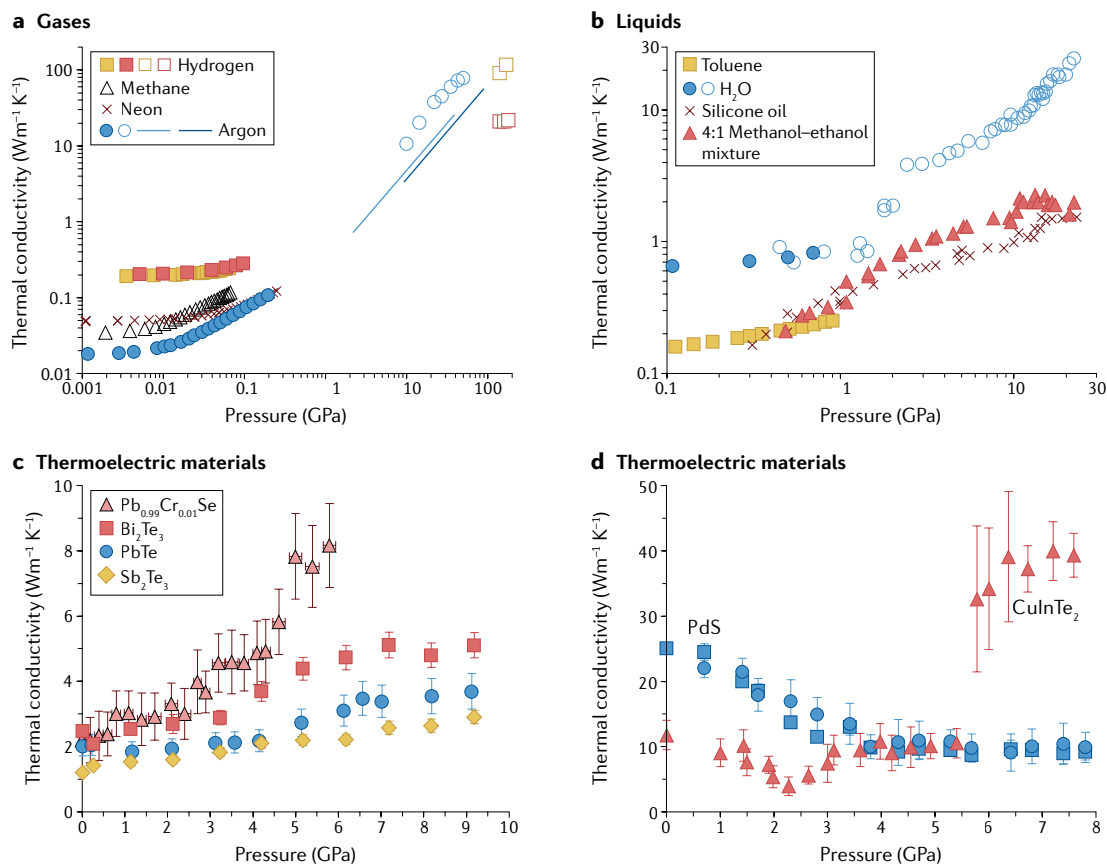 a Gases
Thermal conductivity (Wm⁻¹ K⁻¹)
100
10
1
0.1
0.01
Hydrogen
Methane
Neon
Argon
0.001 0.01 0.1 1 10 100
Pressure (GPa)
b Liquids
Thermal conductivity (Wm⁻¹ K⁻¹)
30
10
1
0.1
Toluene
H₂O
Silicone oil
4:1 Methanol–ethanol
mixture
0.1 1 10 30
Pressure (GPa)
c Thermoelectric materials
Thermal conductivity (Wm⁻¹ K⁻¹)
10
8
6
4
2
0
Pb₀.₉₉Cr₀.₀₁Se
Bi₂Te₃
PbTe
Sb₂Te₃
0 1 2 3 4 5 6 7 8 9 10
Pressure (GPa)
d Thermoelectric materials
Thermal conductivity (Wm⁻¹ K⁻¹)
50
40
30
20
10
0
PdS
CuInTe₂
0 1 2 3 4 5 6 7 8
Pressure (GPa)